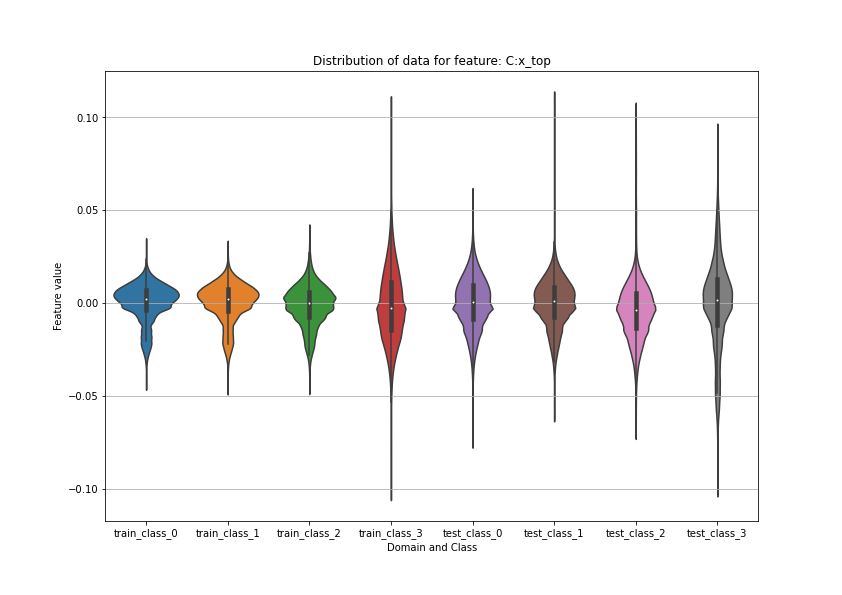 Distribution of data for feature: C:x_top
Feature value
0.10
0.05
0.00
−0.05
−0.10
train_class_0 train_class_1 train_class_2 train_class_3 test_class_0 test_class_1 test_class_2 test_class_3
Domain and Class